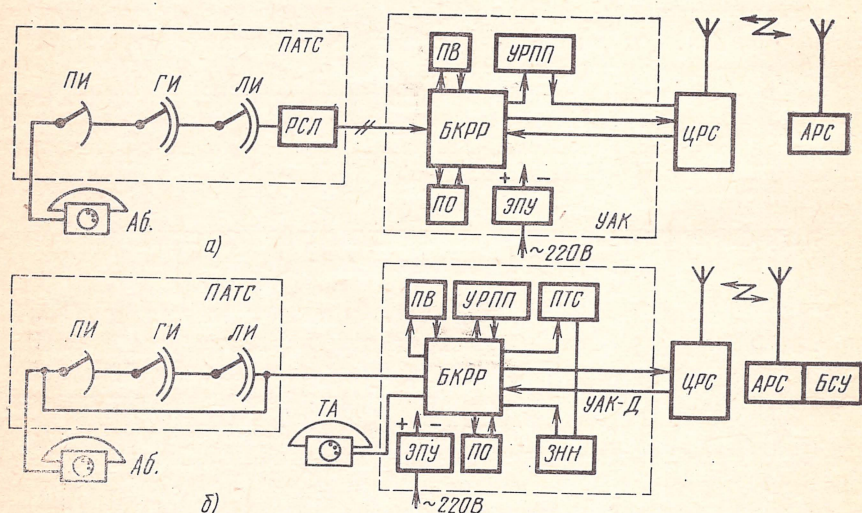 ПАТС
ПИ ГИ ЛИ
РСЛ
Аб.
а)
ПВ УРПП
БКРР
ПО ЭПУ
+ −
УАК
~220В
ЦРС
АРС
ПАТС
ПИ ГИ ЛИ
Аб.
б)
ТА
ПВ УРПП ПТС
БКРР
УАК-Д
+ −
ЭПУ ПО ЗНН
~220В
ЦРС
АРС БСУ